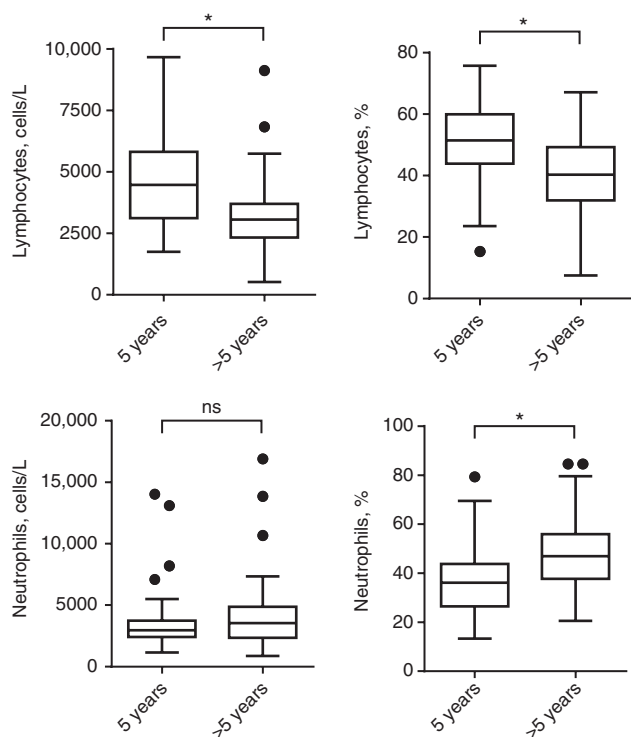 *
10,000
7500
5000
2500
0
Lymphocytes, cells/L
5 years
>5 years
*
80
60
40
20
0
Lymphocytes, %
5 years
>5 years
ns
20,000
15,000
10,000
5000
0
Neutrophils, cells/L
5 years
>5 years
*
100
80
60
40
20
0
Neutrophils, %
5 years
>5 years